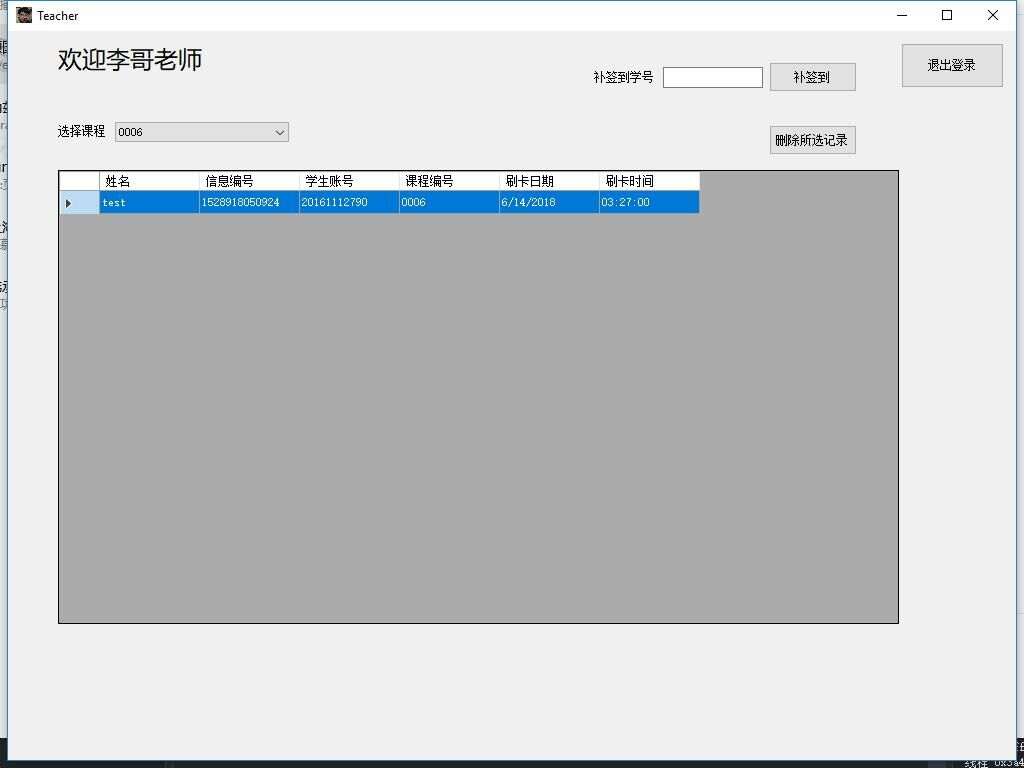 Teacher
欢迎李哥老师
补签到学号
补签到
退出登录
选择课程
0006
删除所选记录
姓名 信息编号 学生账号 课程编号 刷卡日期 刷卡时间
test 1528918050924 20161112790 0006 6/14/2018 03:27:00